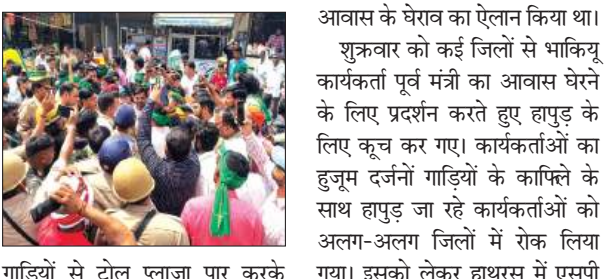 गाड़ियों से टोल प्लाजा पार करके
आवास के घेराव का ऐलान किया था।
शुक्रवार को कई जिलों से भाकियू
कार्यकर्ता पूर्व मंत्री का आवास घेरने
के लिए प्रदर्शन करते हुए हापुड़ के
लिए कूच कर गए। कार्यकर्ताओं का
हुजूम दर्जनों गाड़ियों के काफिले के
साथ हापुड़ जा रहे कार्यकर्ताओं को
अलग-अलग जिलों में रोक लिया
गया। इसको लेकर हाथरस में एसपी